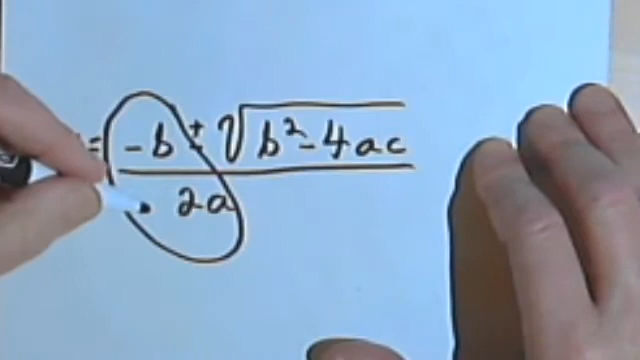 = -b ± √b²-4ac
2a